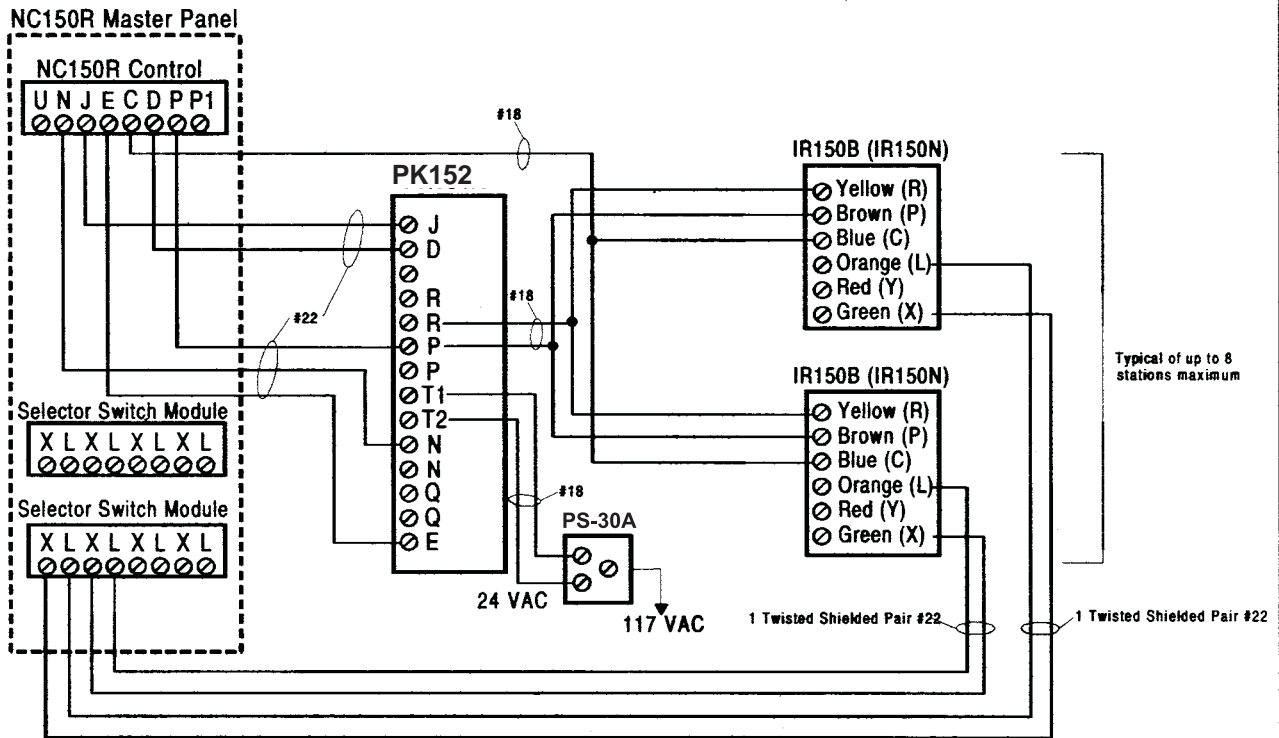 NC150R Master Panel
NC150R Control
U N J E C D P P1
#18
PK152
J
D
R
R
P
P
T1
T2
N
N
Q
Q
E
#22
#18
#18
IR150B (IR150N)
Yellow (R)
Brown (P)
Blue (C)
Orange (L)
Red (Y)
Green (X)
IR150B (IR150N)
Yellow (R)
Brown (P)
Blue (C)
Orange (L)
Red (Y)
Green (X)
Typical of up to 8
stations maximum
Selector Switch Module
X L X L X L X L
Selector Switch Module
X L X L X L X L
PS-30A
24 VAC
117 VAC
1 Twisted Shielded Pair #22
1 Twisted Shielded Pair #22